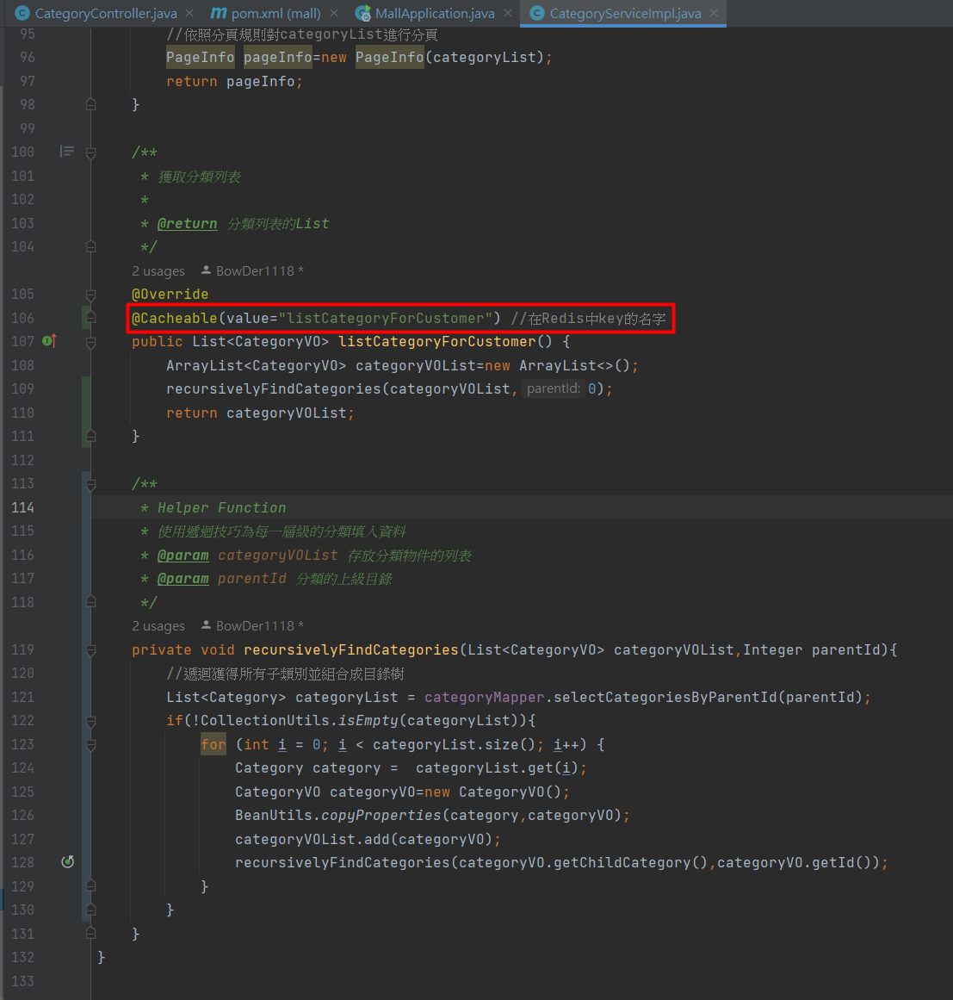 CategoryController.java
pom.xml (mall)
MallApplication.java
CategoryServiceImpl.java
95 //依照分頁規則對categoryList進行分頁
96 PageInfo pageInfo=new PageInfo(categoryList);
97 return pageInfo;
98 }
99
100 /**
101 * 獲取分類列表
102 *
103 * @return 分類列表的List
104 */
2 usages BowDer1118 *
105 @Override
106 @Cacheable(value="listCategoryForCustomer") //在Redis中key的名字
107 public List<CategoryVO> listCategoryForCustomer() {
108 ArrayList<CategoryVO> categoryVOList=new ArrayList<>();
109 recursivelyFindCategories(categoryVOList, parentId: 0);
110 return categoryVOList;
111 }
112
113 /**
114 * Helper Function
115 * 使用遞迴技巧為每一層級的分類填入資料
116 * @param categoryVOList 存放分類物件的列表
117 * @param parentId 分類的上級目錄
118 */
2 usages BowDer1118 *
119 private void recursivelyFindCategories(List<CategoryVO> categoryVOList,Integer parentId){
120 //遞迴獲得所有子類別並組合成目錄樹
121 List<Category> categoryList = categoryMapper.selectCategoriesByParentId(parentId);
122 if(!CollectionUtils.isEmpty(categoryList)){
123 for (int i = 0; i < categoryList.size(); i++) {
124 Category category =  categoryList.get(i);
125 CategoryVO categoryVO=new CategoryVO();
126 BeanUtils.copyProperties(category,categoryVO);
127 categoryVOList.add(categoryVO);
128 recursivelyFindCategories(categoryVO.getChildCategory(),categoryVO.getId());
129 }
130 }
131 }
132 }
133